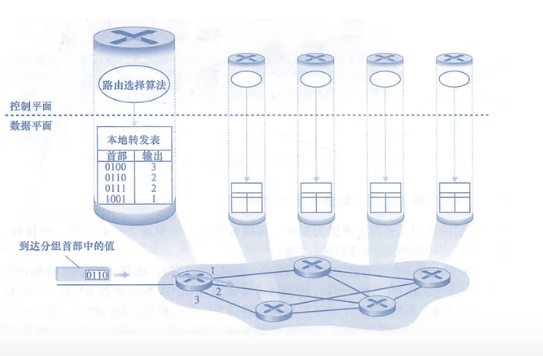 路由选择算法
控制平面
数据平面
本地转发表
首部 输出
0100 3
0110 2
0111 2
1001 1
到达分组首部中的值
0110
1
2
3